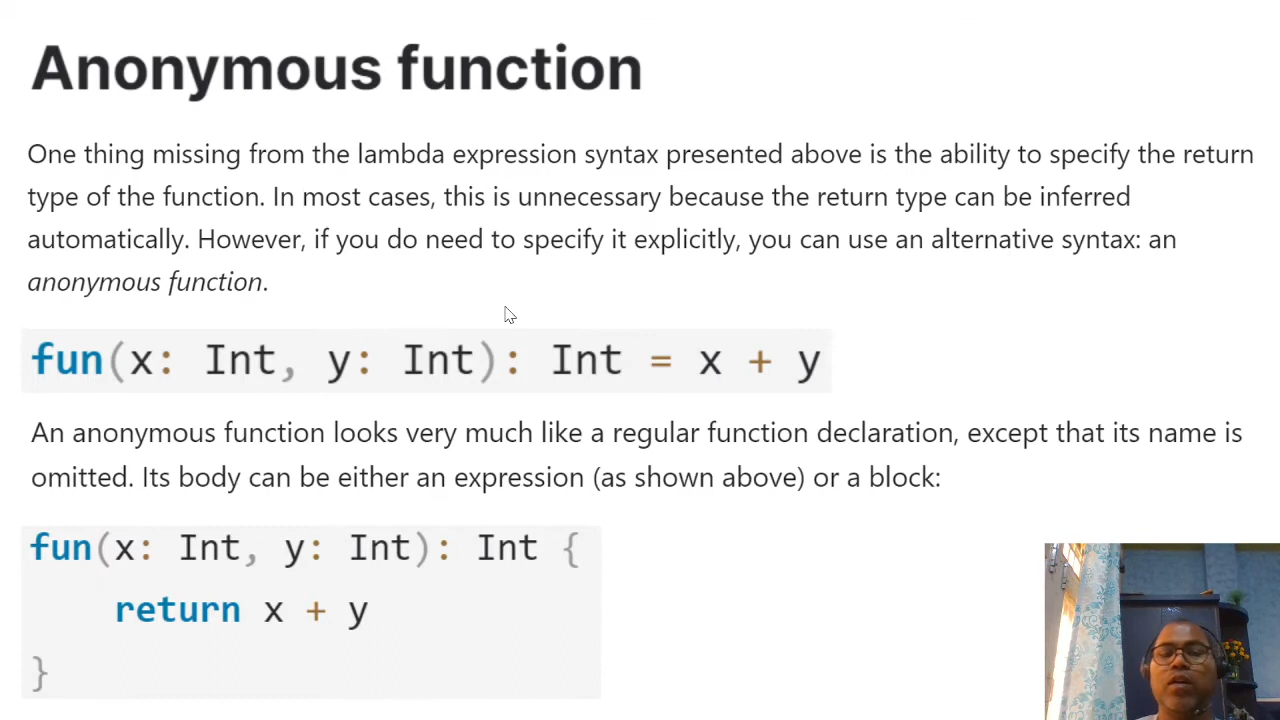 Anonymous function
One thing missing from the lambda expression syntax presented above is the ability to specify the return
type of the function. In most cases, this is unnecessary because the return type can be inferred
automatically. However, if you do need to specify it explicitly, you can use an alternative syntax: an
anonymous function.
fun(x: Int, y: Int): Int = x + y
An anonymous function looks very much like a regular function declaration, except that its name is
omitted. Its body can be either an expression (as shown above) or a block:
fun(x: Int, y: Int): Int {
    return x + y
}